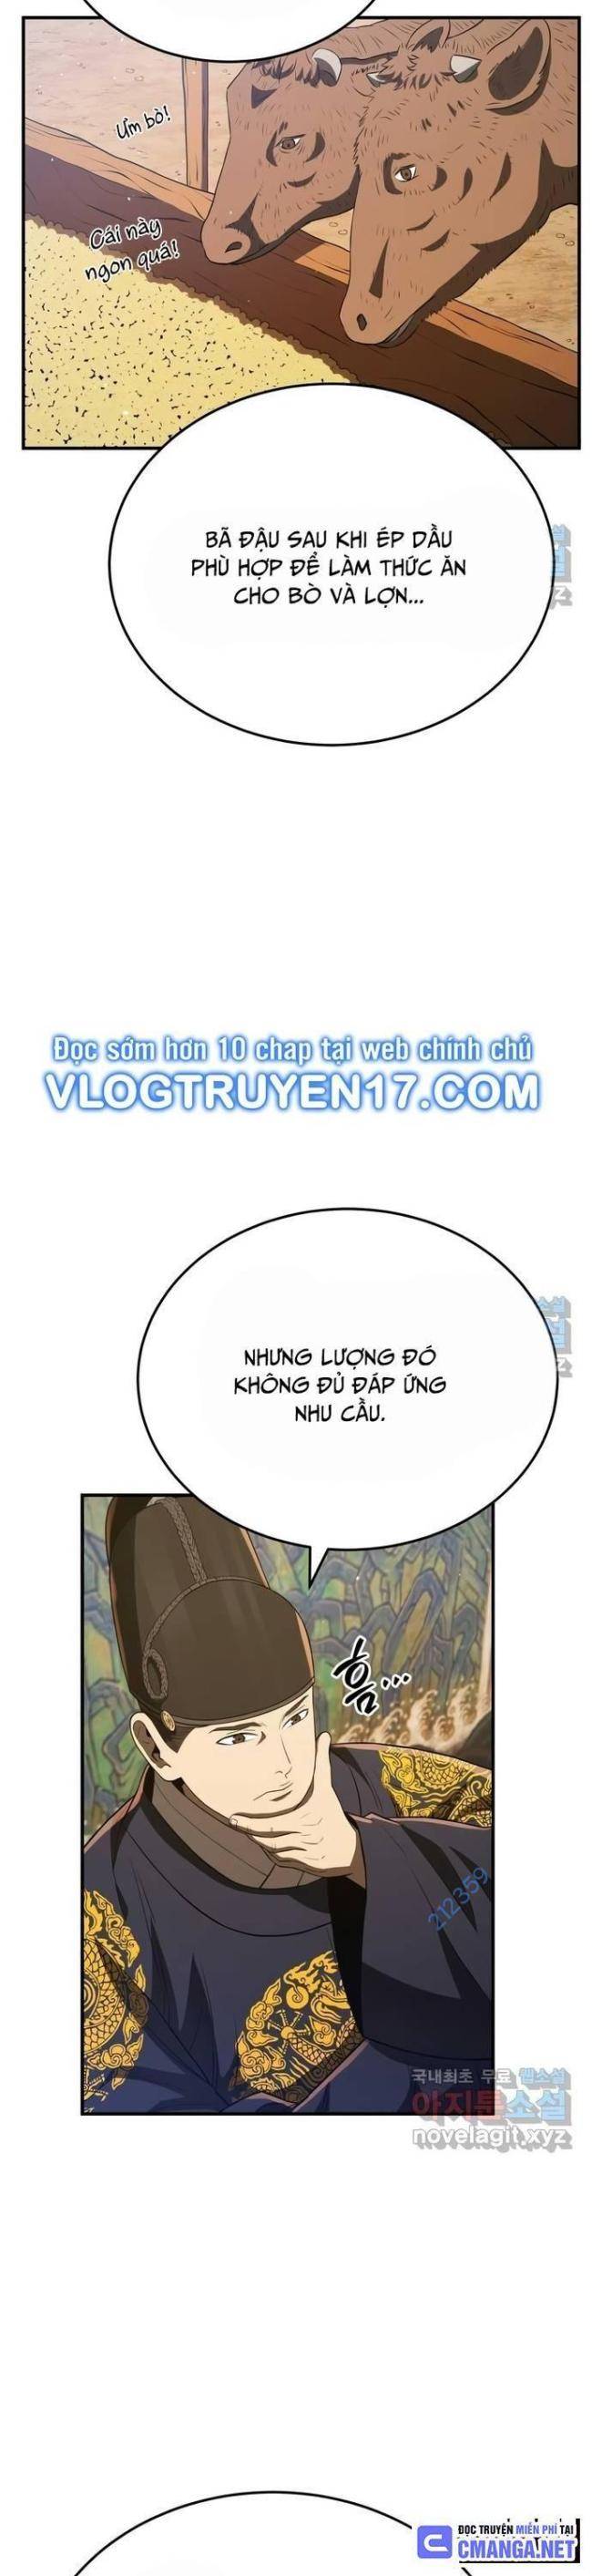 Ưm bò!
Cái này
ngon quá!
BÃ ĐẬU SAU KHI ÉP DẦU
PHÙ HỢP ĐỂ LÀM THỨC ĂN
CHO BÒ VÀ LỢN...
Đọc sớm hơn 10 chap tại web chính chủ
VLOGTRUYEN17.COM
NHƯNG LƯỢNG ĐÓ
KHÔNG ĐỦ ĐÁP ỨNG
NHU CẦU.
흠...
212359
국내최초 무료 웹소설
아지툰소설
novelagit.xyz
ĐỌC TRUYỆN MIỄN PHÍ TẠI
CMANGA.NET